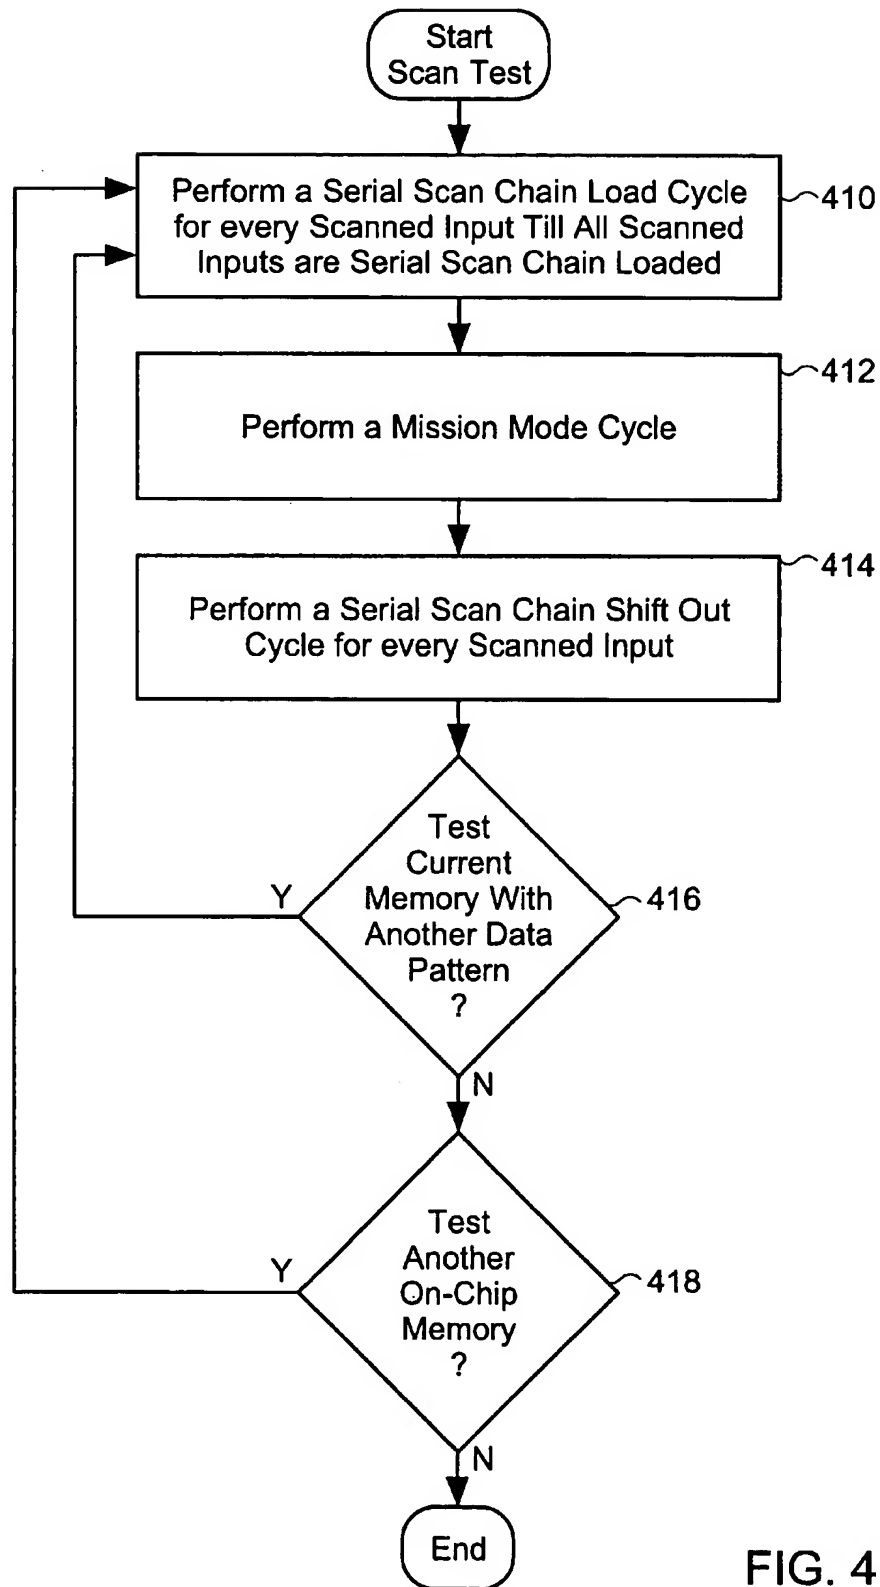 Start
Scan Test
Perform a Serial Scan Chain Load Cycle
for every Scanned Input Till All Scanned
Inputs are Serial Scan Chain Loaded
410
Perform a Mission Mode Cycle
412
Perform a Serial Scan Chain Shift Out
Cycle for every Scanned Input
414
Test
Current
Memory With
Another Data
Pattern
?
416
Y
N
Test
Another
On-Chip
Memory
?
418
Y
N
End
FIG. 4